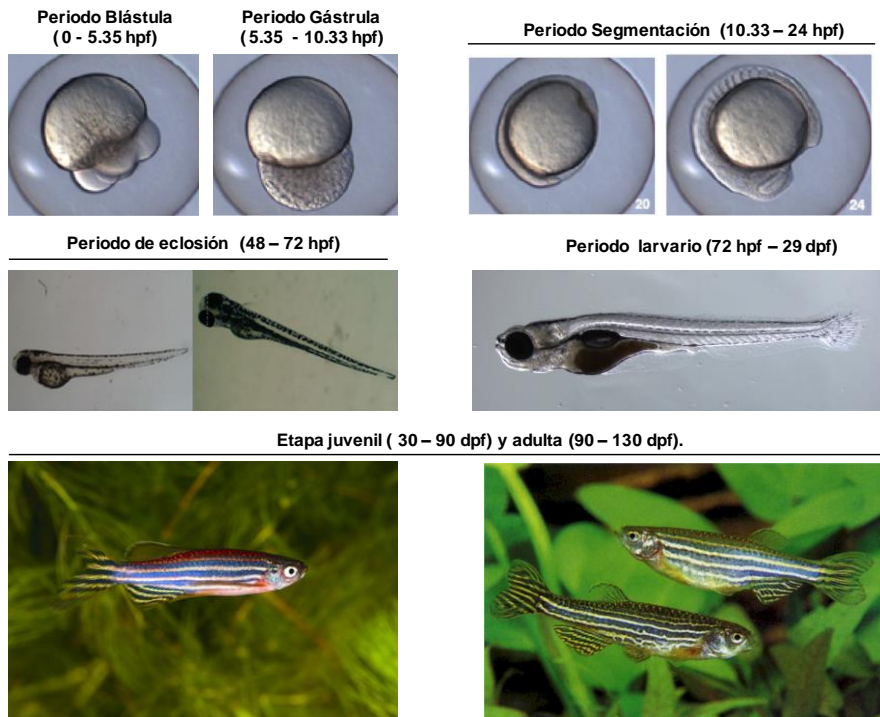 Periodo Blástula
( 0 - 5.35 hpf)
Periodo Gástrula
( 5.35 - 10.33 hpf)
Periodo Segmentación (10.33 – 24 hpf)
20
24
Periodo de eclosión (48 – 72 hpf)
Periodo larvario (72 hpf – 29 dpf)
Etapa juvenil ( 30 – 90 dpf) y adulta (90 – 130 dpf).